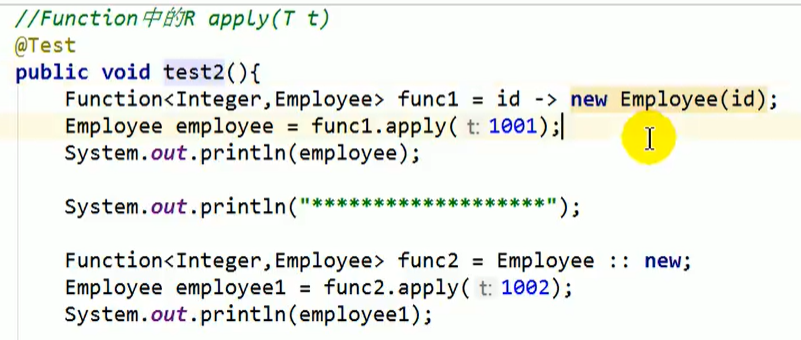 //Function中的R apply(T t)
@Test
public void test2(){
Function<Integer,Employee> func1 = id -> new Employee(id);
Employee employee = func1.apply( t: 1001);
System.out.println(employee);
System.out.println("*******************");
Function<Integer,Employee> func2 = Employee :: new;
Employee employee1 = func2.apply( t: 1002);
System.out.println(employee1);